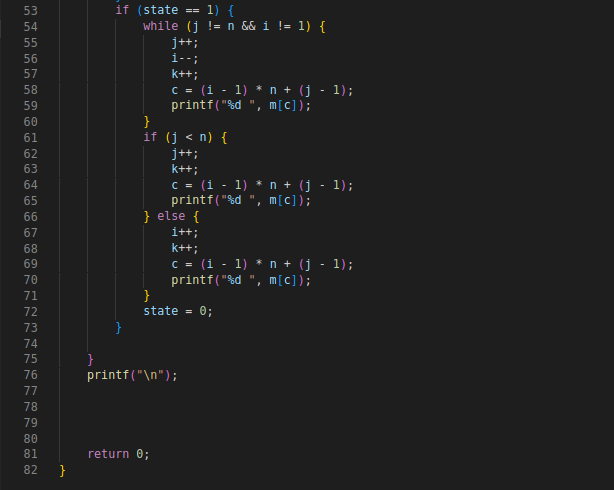 53 if (state == 1) {
54 while (j != n && i != 1) {
55 j++;
56 i--;
57 k++;
58 c = (i - 1) * n + (j - 1);
59 printf("%d ", m[c]);
60 }
61 if (j < n) {
62 j++;
63 k++;
64 c = (i - 1) * n + (j - 1);
65 printf("%d ", m[c]);
66 } else {
67 i++;
68 k++;
69 c = (i - 1) * n + (j - 1);
70 printf("%d ", m[c]);
71 }
72 state = 0;
73 }
74
75 }
76 printf("\n");
77
78
79
80
81 return 0;
82 }